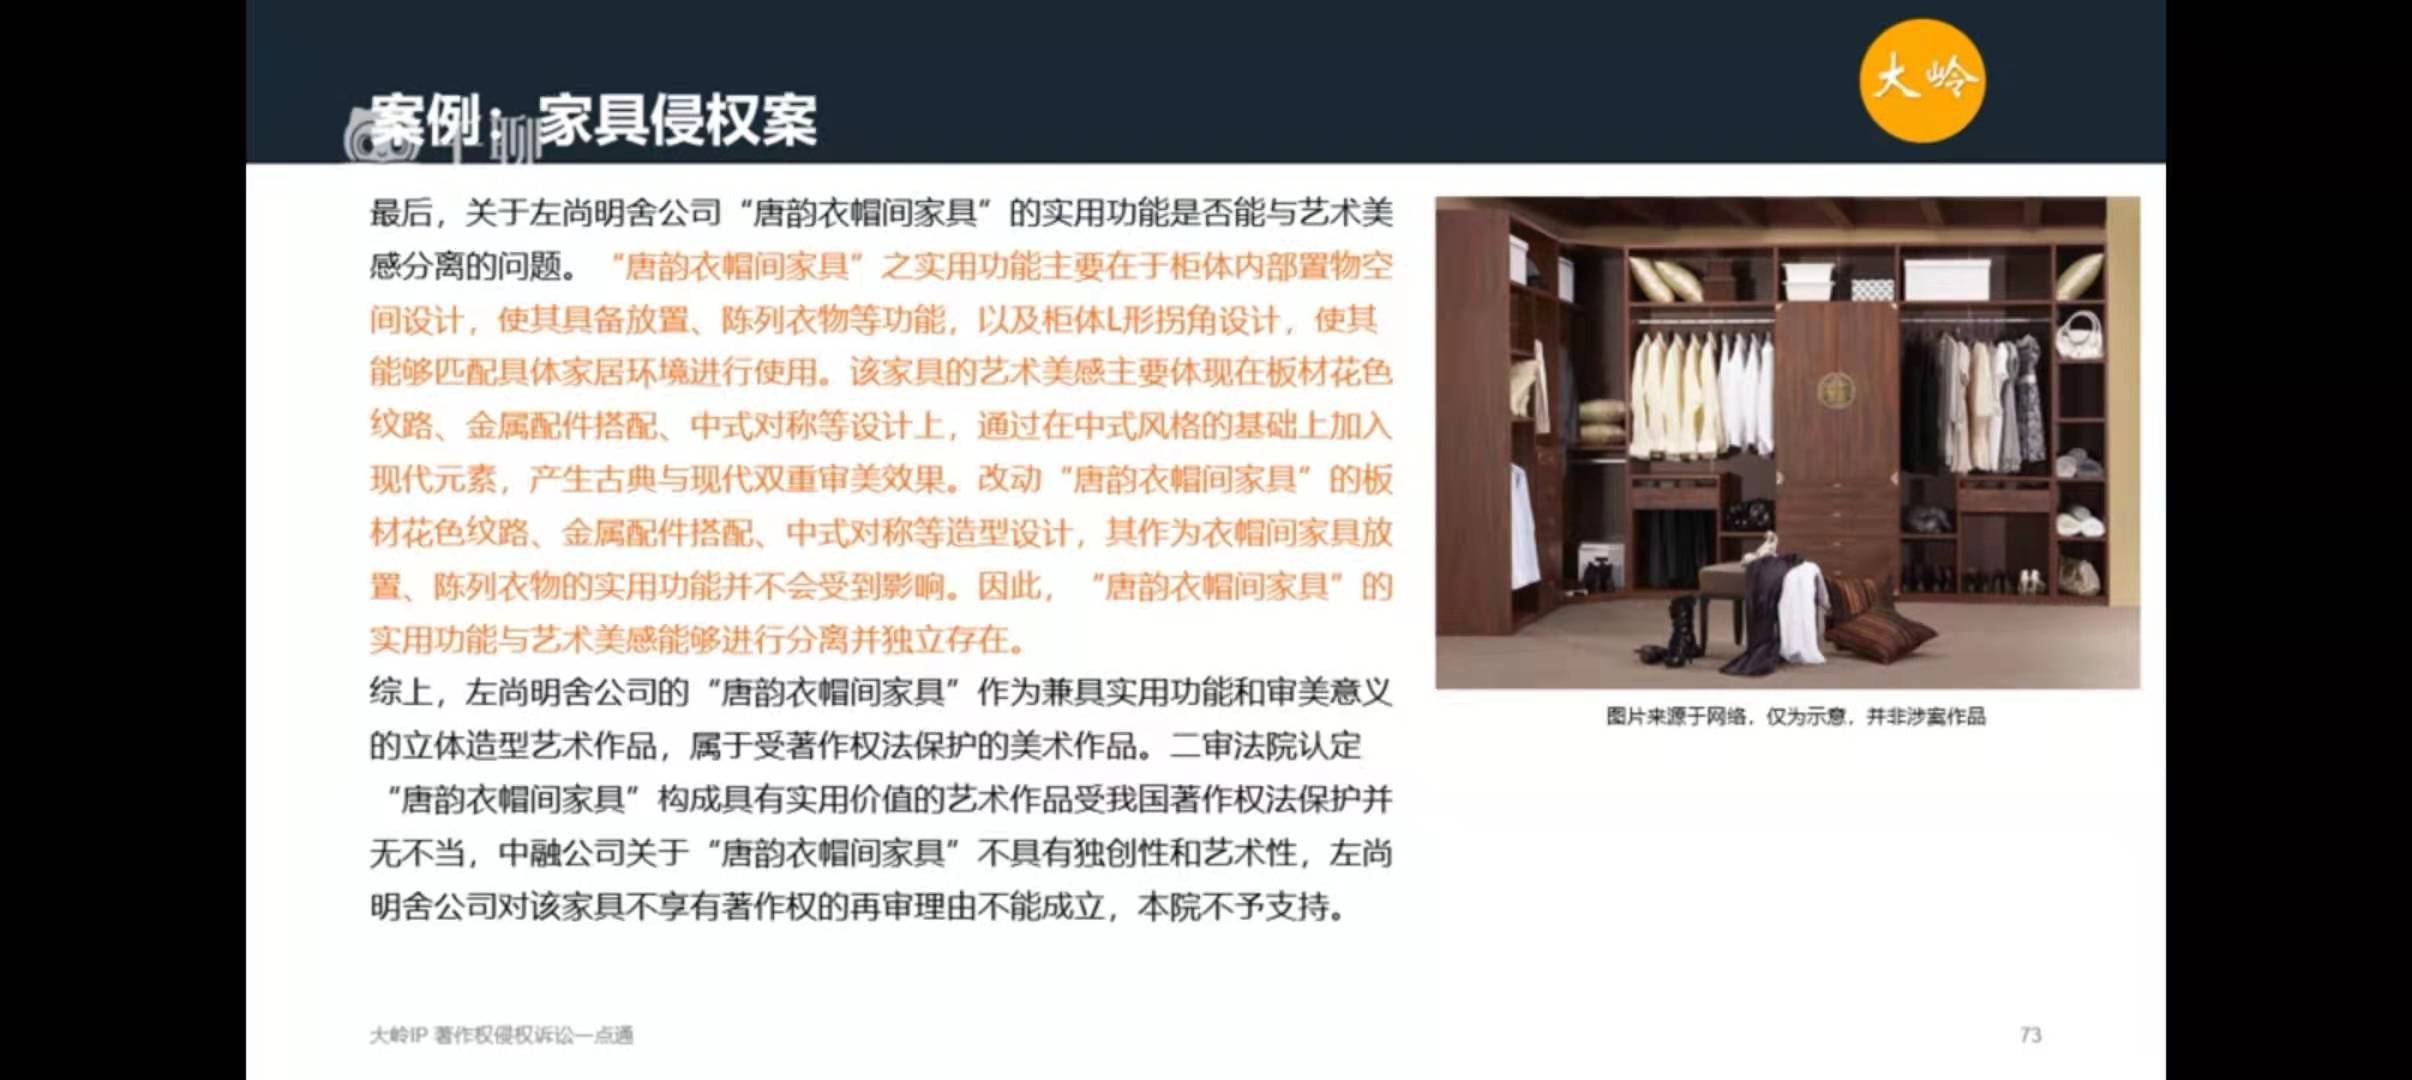 大岭
案例：家具侵权案
千聊
最后，关于左尚明舍公司“唐韵衣帽间家具”的实用功能是否能与艺术美
感分离的问题。“唐韵衣帽间家具”之实用功能主要在于柜体内部置物空
间设计，使其具备放置、陈列衣物等功能，以及柜体L形拐角设计，使其
能够匹配具体家居环境进行使用。该家具的艺术美感主要体现在板材花色
纹路、金属配件搭配、中式对称等设计上，通过在中式风格的基础上加入
现代元素，产生古典与现代双重审美效果。改动“唐韵衣帽间家具”的板
材花色纹路、金属配件搭配、中式对称等造型设计，其作为衣帽间家具放
置、陈列衣物的实用功能并不会受到影响。因此，“唐韵衣帽间家具”的
实用功能与艺术美感能够进行分离并独立存在。
综上，左尚明舍公司的“唐韵衣帽间家具”作为兼具实用功能和审美意义
的立体造型艺术作品，属于受著作权法保护的美术作品。二审法院认定
“唐韵衣帽间家具”构成具有实用价值的艺术作品受我国著作权法保护并
无不当，中融公司关于“唐韵衣帽间家具”不具有独创性和艺术性，左尚
明舍公司对该家具不享有著作权的再审理由不能成立，本院不予支持。
图片来源于网络，仅为示意，并非涉案作品
大岭IP 著作权侵权诉讼一点通
73